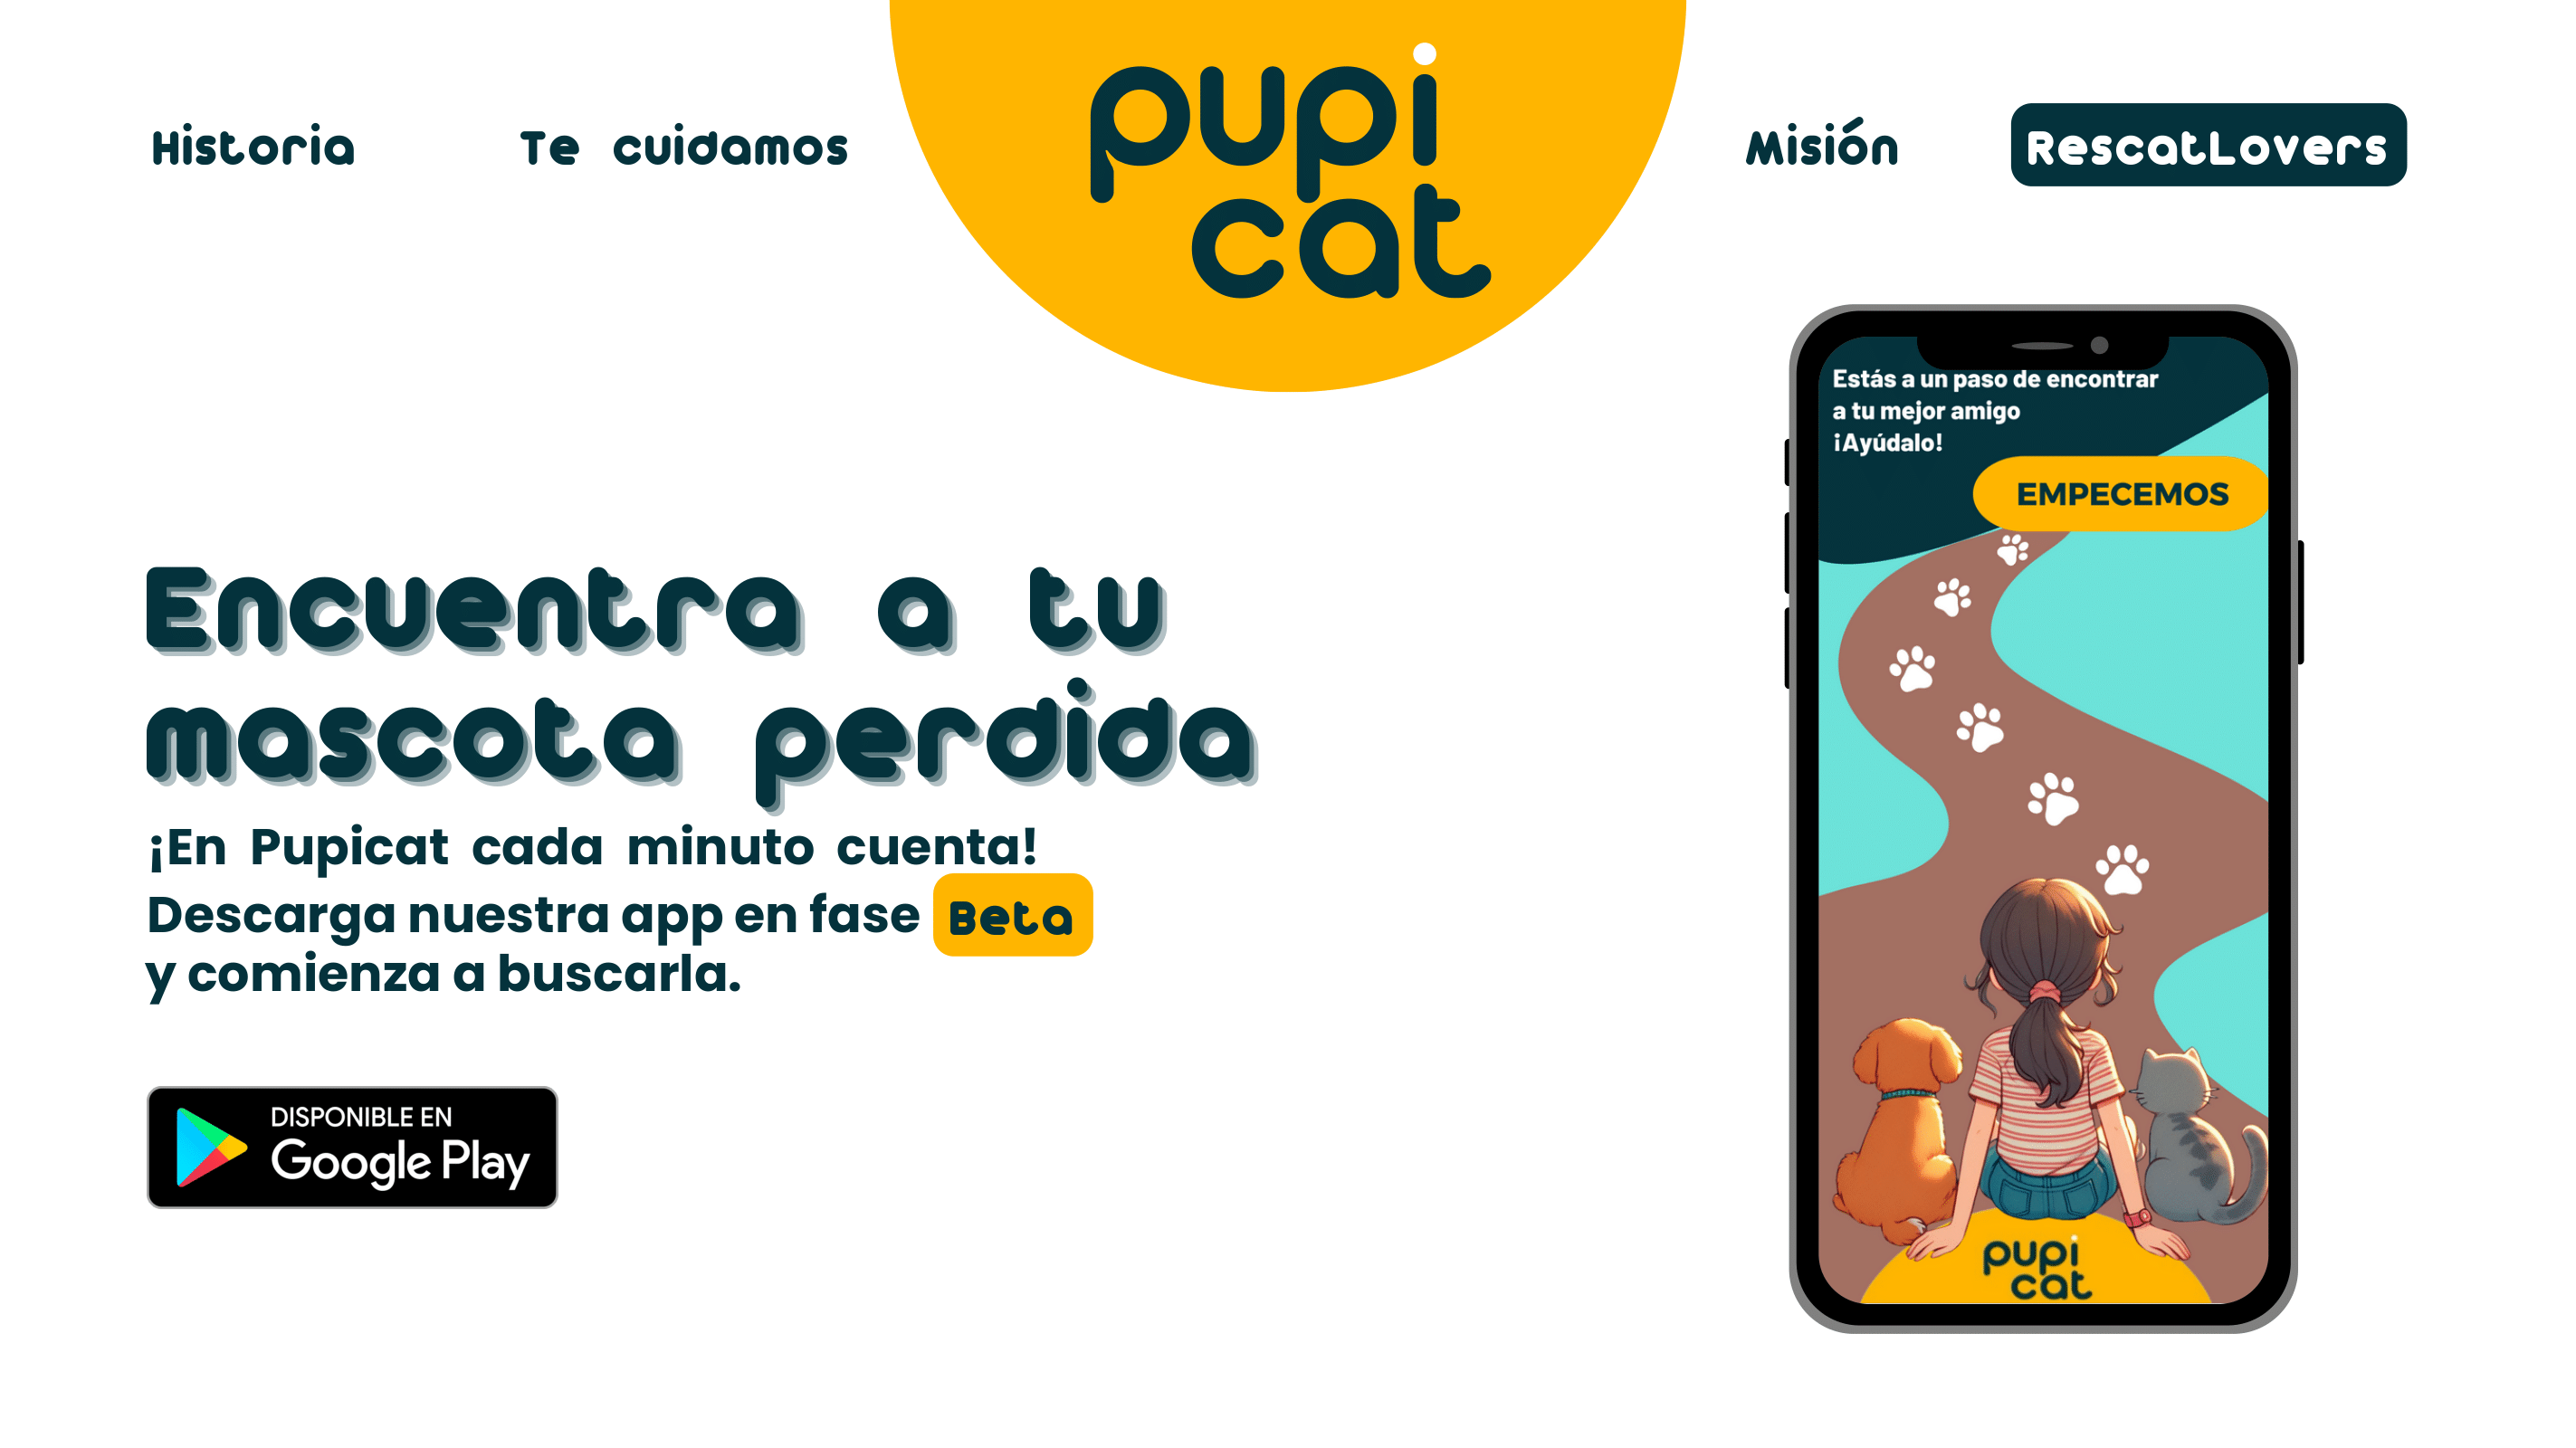 pupi
cat
Historia
Te cuidamos
Misión
RescatLovers
Encuentra a tu
mascota perdida
¡En Pupicat cada minuto cuenta!
Descarga nuestra app en fase Beta
y comienza a buscarla.
DISPONIBLE EN
Google Play
Estás a un paso de encontrar
a tu mejor amigo
¡Ayúdalo!
EMPECEMOS
pupi
cat